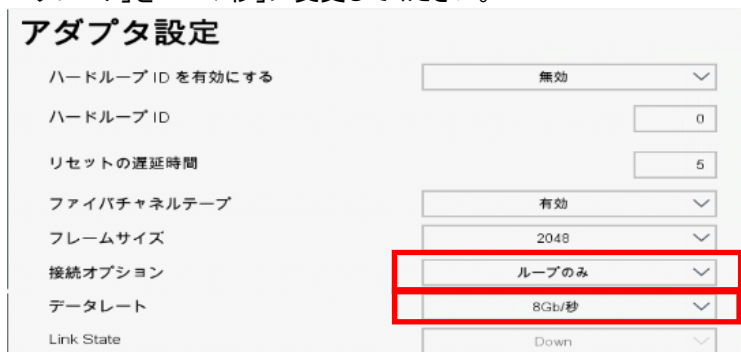 アダプタ設定
ハードループ ID を有効にする 無効
ハードループ ID 0
リセットの遅延時間 5
ファイバチャネルテープ 有効
フレームサイズ 2048
接続オプション ループのみ
データレート 8Gb/秒
Link State Down